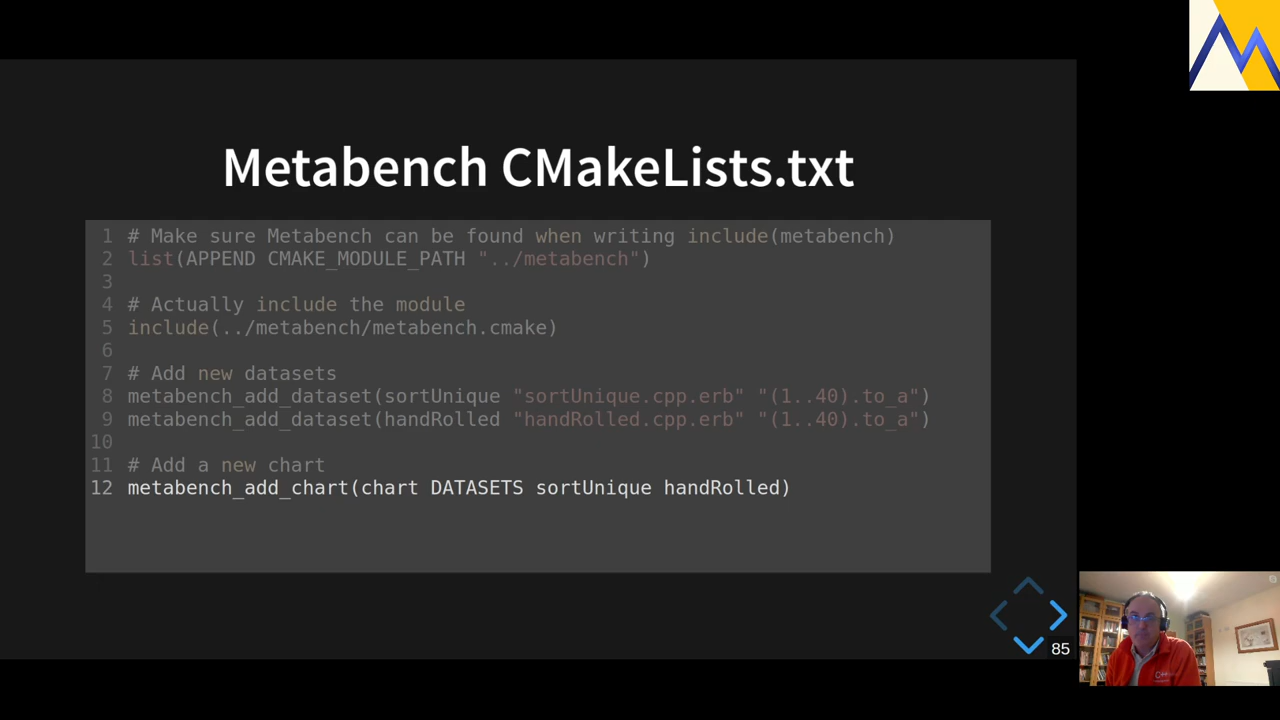 Metabench CMakeLists.txt
1 # Make sure Metabench can be found when writing include(metabench)
2 list(APPEND CMAKE_MODULE_PATH "../metabench")
3
4 # Actually include the module
5 include(../metabench/metabench.cmake)
6
7 # Add new datasets
8 metabench_add_dataset(sortUnique "sortUnique.cpp.erb" "(1..40).to_a")
9 metabench_add_dataset(handRolled "handRolled.cpp.erb" "(1..40).to_a")
10
11 # Add a new chart
12 metabench_add_chart(chart DATASETS sortUnique handRolled)
85